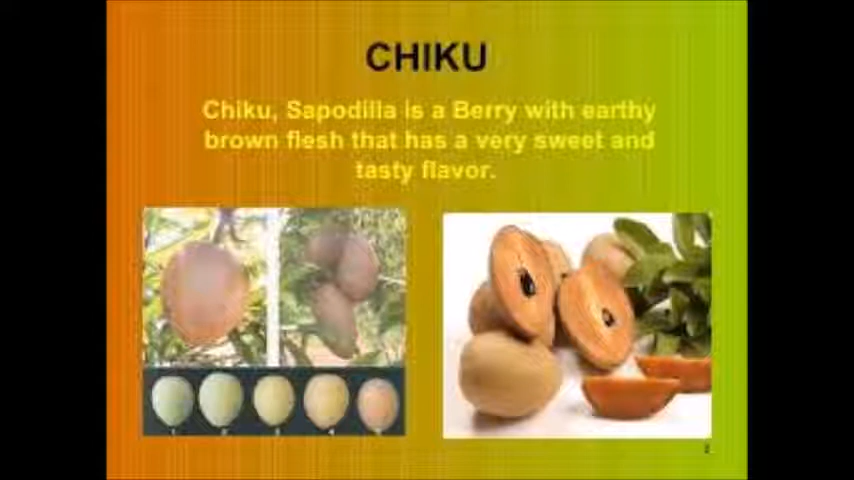 CHIKU
Chiku, Sapodilla is a Berry with earthy
brown flesh that has a very sweet and
tasty flavor.